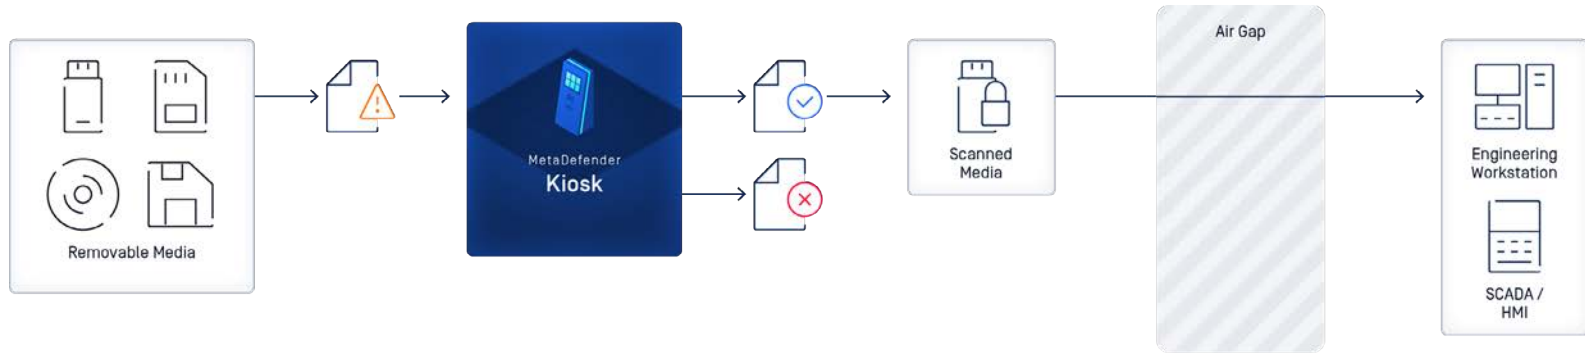 Removable Media
MetaDefender
Kiosk
Scanned
Media
Air Gap
Engineering
Workstation
SCADA /
HMI